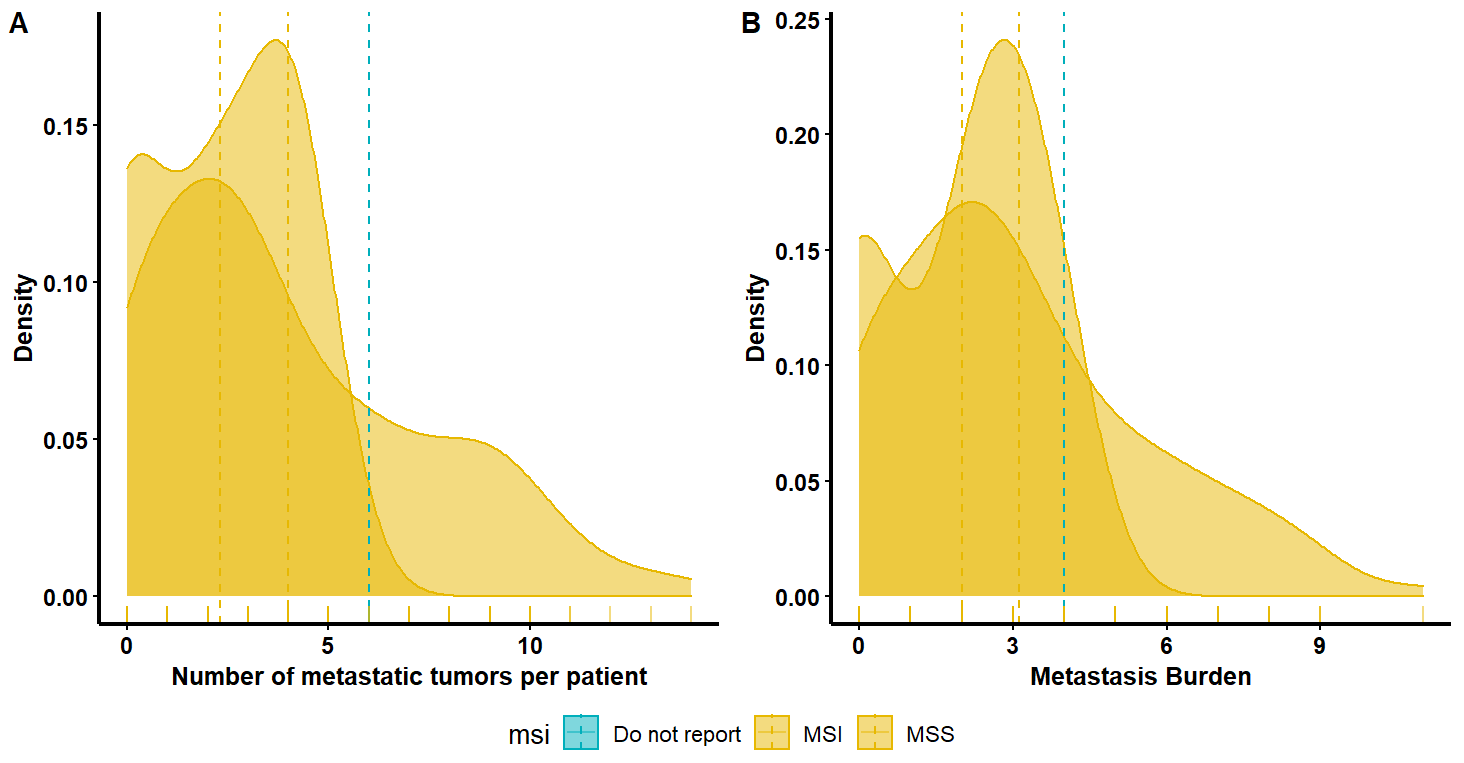 A
Density
0.15
0.10
0.05
0.00
0 5 10
Number of metastatic tumors per patient
B
Density
0.25
0.20
0.15
0.10
0.05
0.00
0 3 6 9
Metastasis Burden
msi Do not report MSI MSS